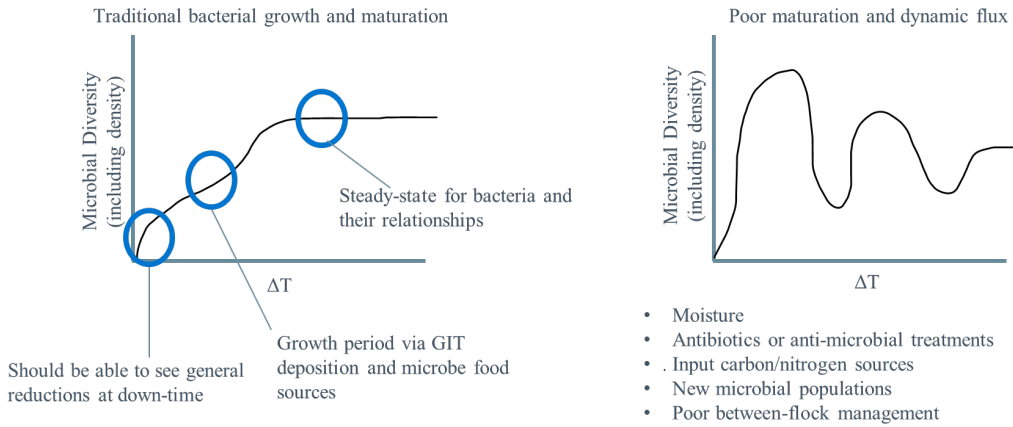 Traditional bacterial growth and maturation
Microbial Diversity
(including density)
Steady-state for bacteria and
their relationships
ΔT
Growth period via GIT
deposition and microbe food
sources
Should be able to see general
reductions at down-time
Poor maturation and dynamic flux
Microbial Diversity
(including density)
ΔT
• Moisture
• Antibiotics or anti-microbial treatments
• . Input carbon/nitrogen sources
• New microbial populations
• Poor between-flock management